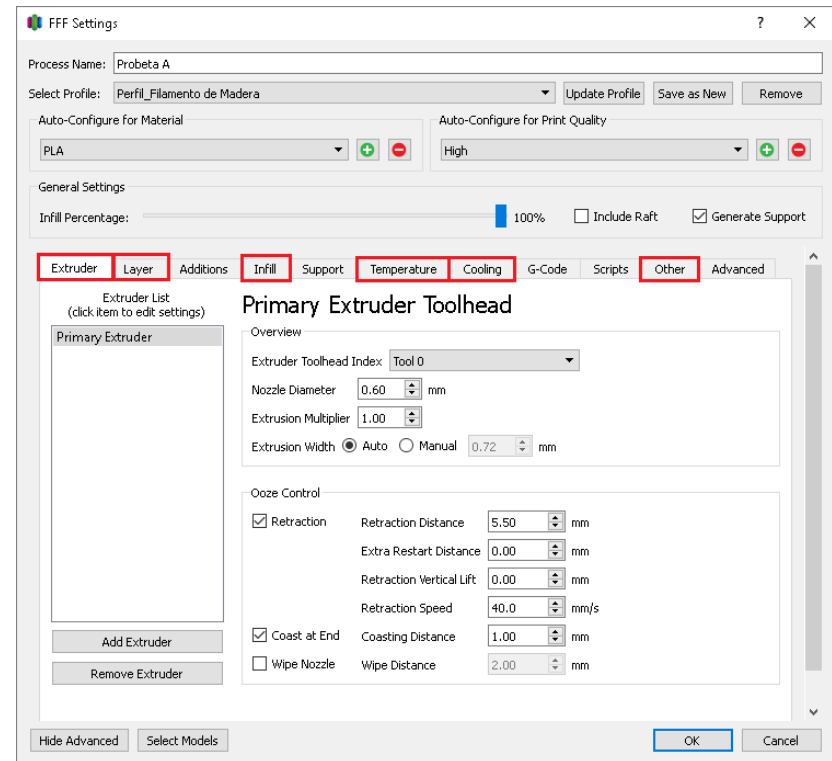 FFF Settings ?
Process Name: Probeta A
Select Profile: Perfil_Filamento de Madera Update Profile Save as New Remove
Auto-Configure for Material Auto-Configure for Print Quality
PLA High
General Settings
Infill Percentage: 100% Include Raft Generate Support
Extruder Layer Additions Infill Support Temperature Cooling G-Code Scripts Other Advanced
Extruder List
(click item to edit settings)
Primary Extruder
Primary Extruder Toolhead
Overview
Extruder Toolhead Index Tool 0
Nozzle Diameter 0.60 mm
Extrusion Multiplier 1.00
Extrusion Width Auto Manual 0.72 mm
Ooze Control
Retraction Retraction Distance 5.50 mm
Extra Restart Distance 0.00 mm
Retraction Vertical Lift 0.00 mm
Retraction Speed 40.0 mm/s
Coast at End Coasting Distance 1.00 mm
Wipe Nozzle Wipe Distance 2.00 mm
Add Extruder
Remove Extruder
Hide Advanced Select Models OK Cancel